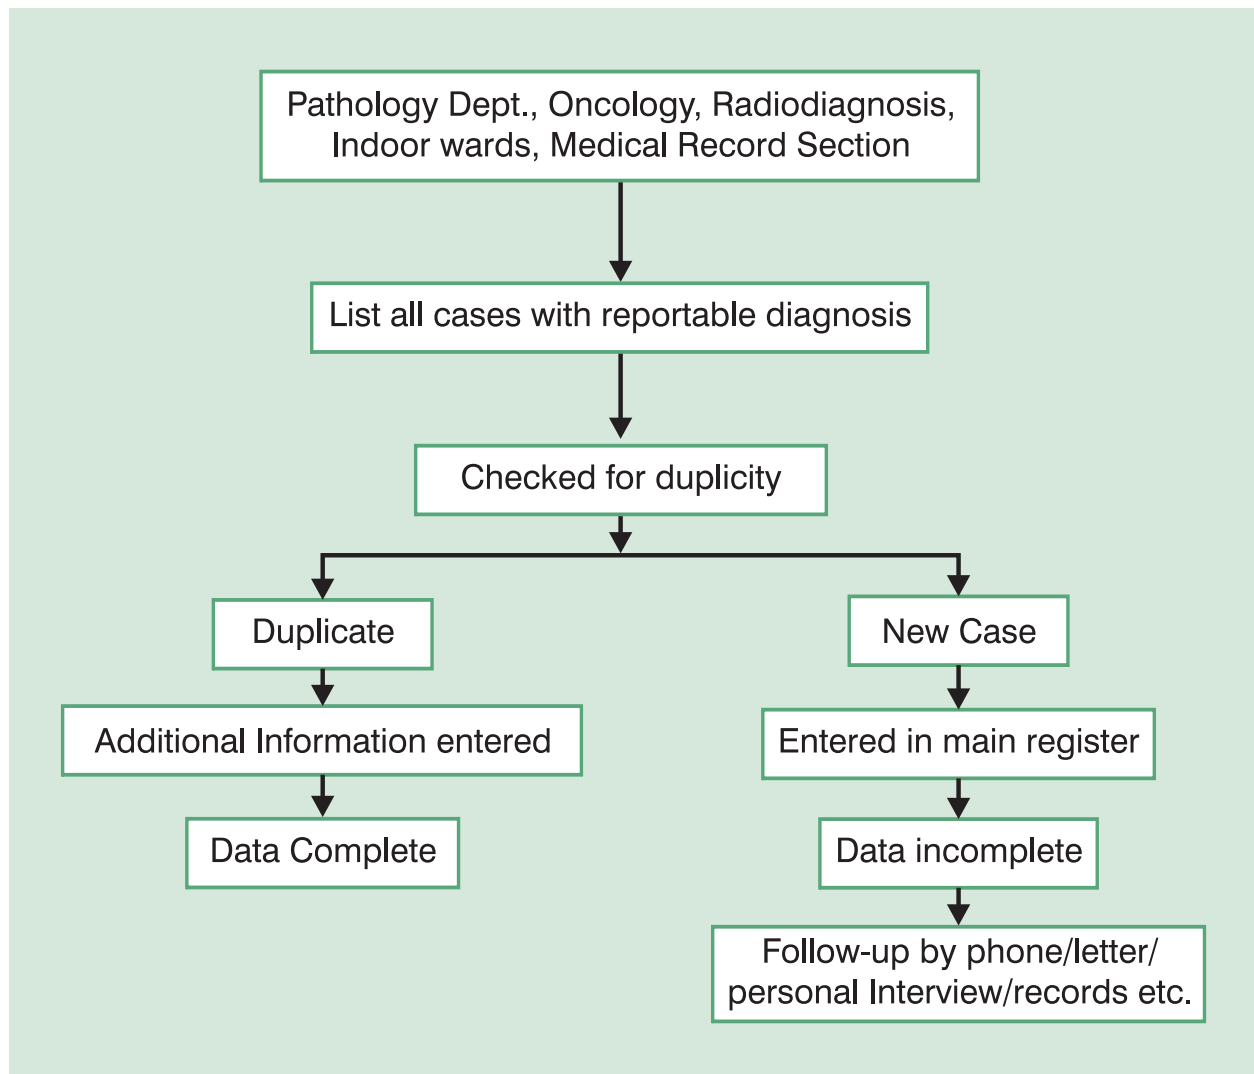 Pathology Dept., Oncology, Radiodiagnosis,
Indoor wards, Medical Record Section
List all cases with reportable diagnosis
Checked for duplicity
Duplicate
New Case
Additional Information entered
Entered in main register
Data Complete
Data incomplete
Follow-up by phone/letter/
personal Interview/records etc.